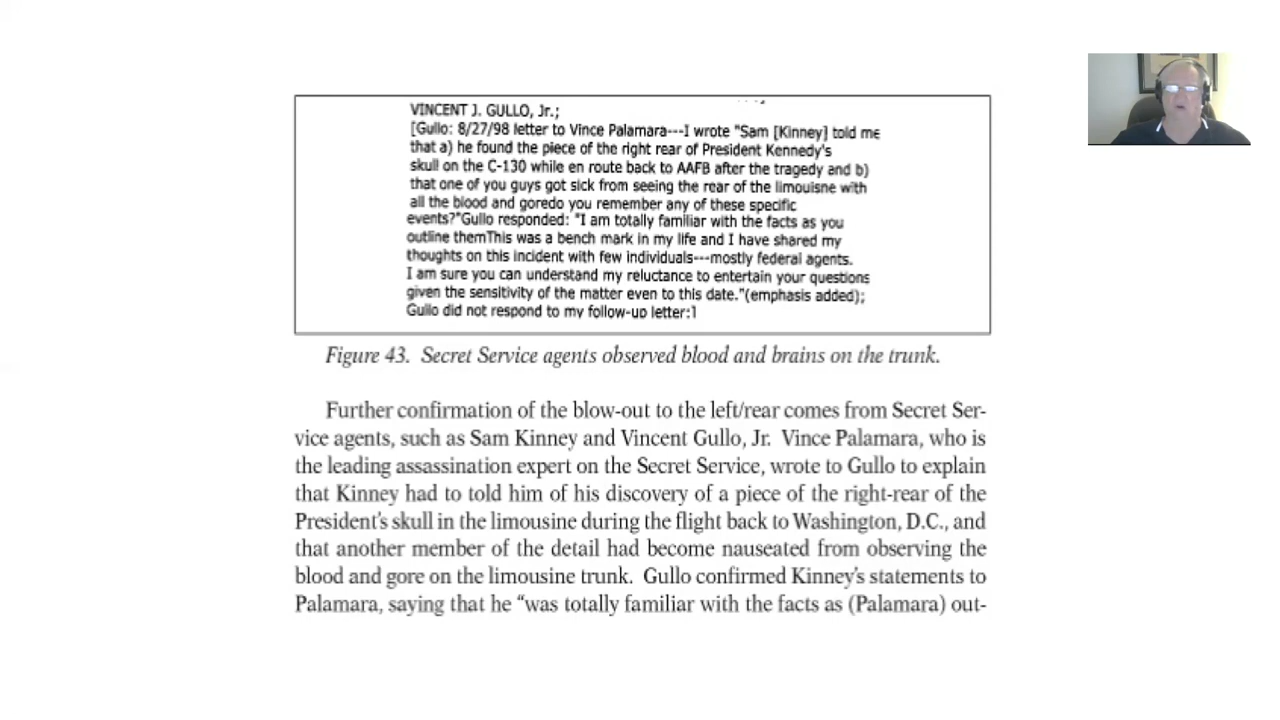 VINCENT J. GULLO, Jr.;
[Gullo: 8/27/98 letter to Vince Palamara---I wrote "Sam [Kinney] told me
that a) he found the piece of the right rear of President Kennedy's
skull on the C-130 while en route back to AAFB after the tragedy and b)
that one of you guys got sick from seeing the rear of the limouisne with
all the blood and goredo you remember any of these specific
events?"Gullo responded: "I am totally familiar with the facts as you
outline themThis was a bench mark in my life and I have shared my
thoughts on this incident with few individuals---mostly federal agents.
I am sure you can understand my reluctance to entertain your questions
given the sensitivity of the matter even to this date."(emphasis added);
Gullo did not respond to my follow-up letter:]
Figure 43. Secret Service agents observed blood and brains on the trunk.
Further confirmation of the blow-out to the left/rear comes from Secret Ser-
vice agents, such as Sam Kinney and Vincent Gullo, Jr. Vince Palamara, who is
the leading assassination expert on the Secret Service, wrote to Gullo to explain
that Kinney had to told him of his discovery of a piece of the right-rear of the
President's skull in the limousine during the flight back to Washington, D.C., and
that another member of the detail had become nauseated from observing the
blood and gore on the limousine trunk. Gullo confirmed Kinney's statements to
Palamara, saying that he "was totally familiar with the facts as (Palamara) out-